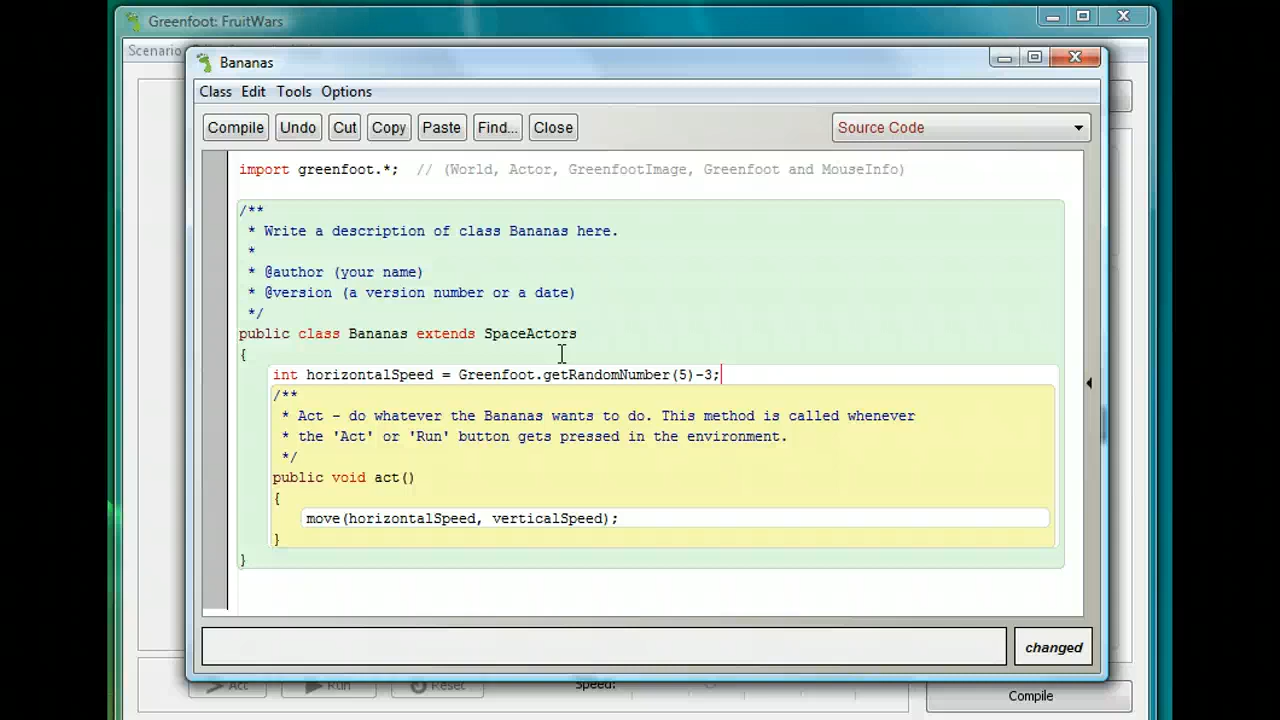 Greenfoot: FruitWars
Scenario
Bananas
Class Edit Tools Options
Compile Undo Cut Copy Paste Find... Close Source Code
import greenfoot.*;  // (World, Actor, GreenfootImage, Greenfoot and MouseInfo)
/**
* Write a description of class Bananas here.
*
* @author (your name)
* @version (a version number or a date)
*/
public class Bananas extends SpaceActors
{
int horizontalSpeed = Greenfoot.getRandomNumber(5)-3;
/**
* Act - do whatever the Bananas wants to do. This method is called whenever
* the 'Act' or 'Run' button gets pressed in the environment.
*/
public void act()
{
move(horizontalSpeed, verticalSpeed);
}
}
changed
Act Run Reset Speed:
Compile